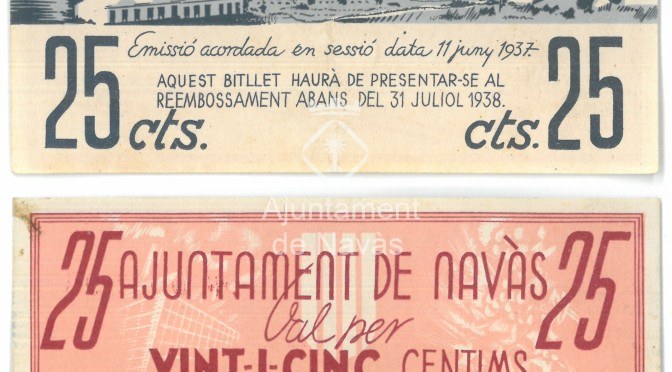 Emissió acordada en sessió data 11 juny 1937.
AQUEST BITLLET HAURÀ DE PRESENTAR-SE AL
REEMBOSSAMENT ABANS DEL 31 JULIOL 1938.
25 cts. cts. 25
Ajuntament
de Navàs
25 AJUNTAMENT DE NAVÀS 25
Val per
VINT-I-CINC CENTIMS